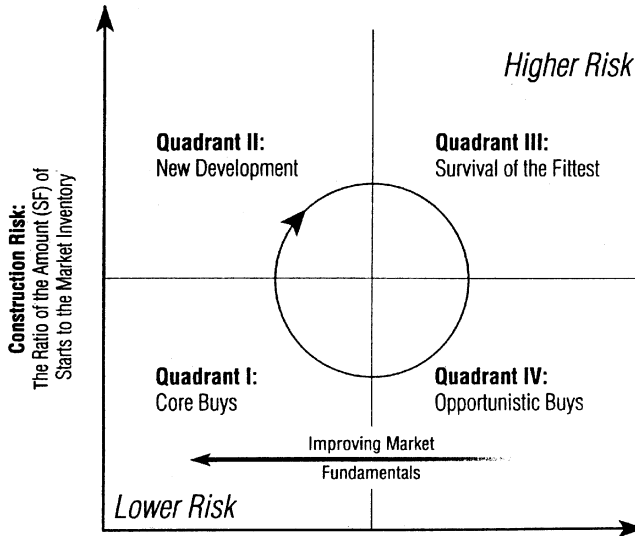 Higher Risk
Quadrant II:
New Development
Quadrant III:
Survival of the Fittest
Construction Risk:
The Ratio of the Amount (SF) of
Starts to the Market Inventory
Quadrant I:
Core Buys
Quadrant IV:
Opportunistic Buys
Improving Market
Fundamentals
Lower Risk